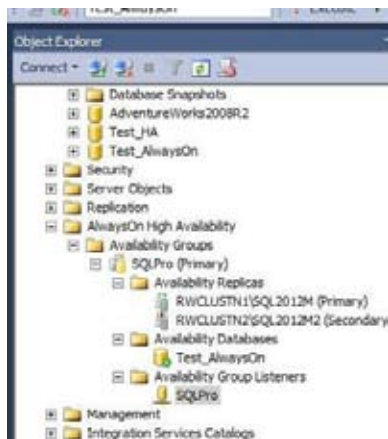 Test_AlwaysOn
Object Explorer
Connect
Database Snapshots
AdventureWorks2008R2
Test_HA
Test_AlwaysOn
Security
Server Objects
Replication
AlwaysOn High Availability
Availability Groups
SQLPro (Primary)
Availability Replicas
RWCLUSTN1\SQL2012M (Primary)
RWCLUSTN2\SQL2012M2 (Secondary
Availability Databases
Test_AlwaysOn
Availability Group Listeners
SQLPro
Management
Integration Services Catalogs